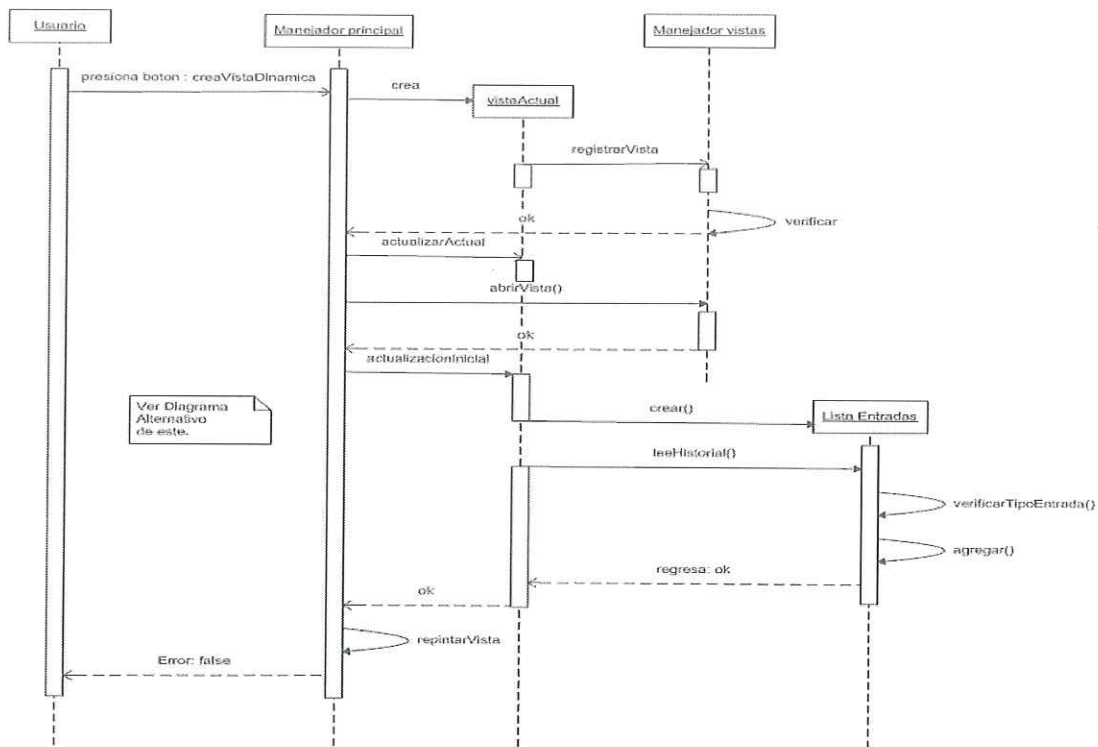 Usuario
Manejador principal
Manejador vistas
presiona boton : creaVistaDinamica
crea
vistaActual
registrarVista
verificar
ok
actualizarActual
abrirVista()
ok
actualizacionInicial
Ver Diagrama
Alternativo
de este.
crear()
Lista Entradas
leeHistorial()
verificarTipoEntrada()
agregar()
regresa: ok
ok
repintarVista
Error: false